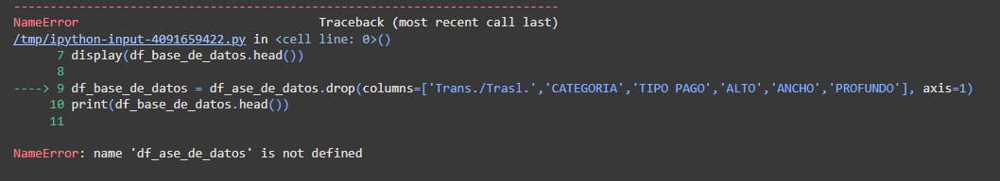 ---------------------------------------------------------------------------
NameError                                 Traceback (most recent call last)
/tmp/ipython-input-4091659422.py in <cell line: 0>()
      7 display(df_base_de_datos.head())
      8
----> 9 df_base_de_datos = df_ase_de_datos.drop(columns=['Trans./Trasl.','CATEGORIA','TIPO PAGO','ALTO','ANCHO','PROFUNDO'], axis=1)
     10 print(df_base_de_datos.head())
     11
NameError: name 'df_ase_de_datos' is not defined